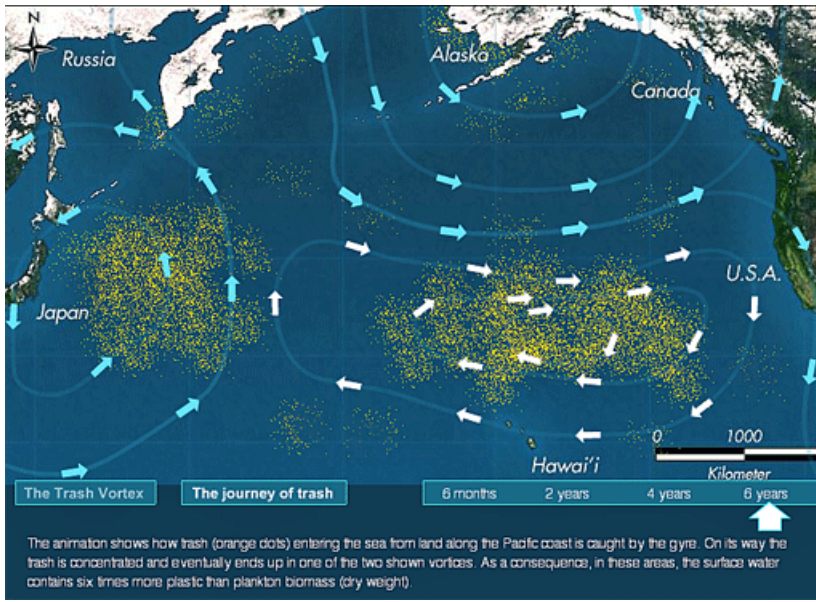 N
Russia
Alaska
Canada
U.S.A.
Japan
0 1000
Hawai'i
Kilometer
The Trash Vortex
The journey of trash
6 months 2 years 4 years 6 years
The animation shows how trash (orange dots) entering the sea from land along the Pacific coast is caught by the gyre. On its way the
trash is concentrated and eventually ends up in one of the two shown vortices. As a consequence, in these areas, the surface water
contains six times more plastic than plankton biomass (dry weight).